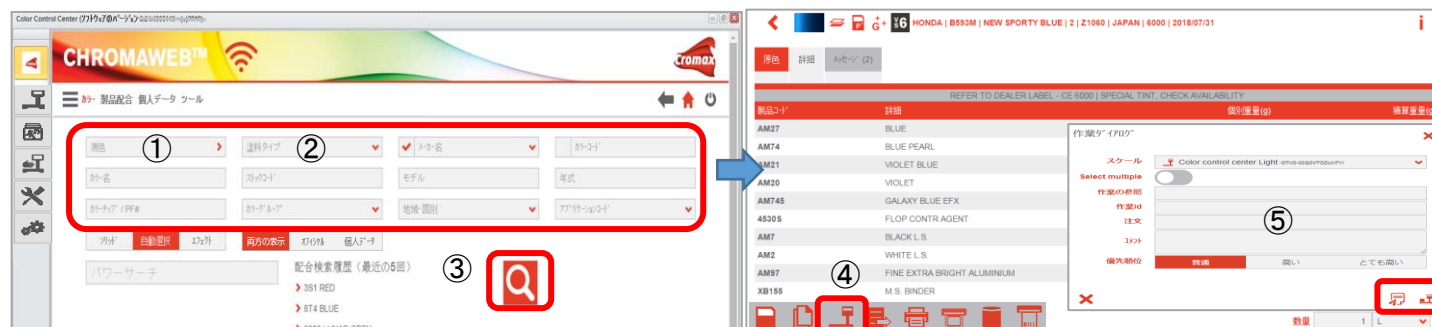 Color Control Center (ｿﾌﾄｳｪｱのﾊﾞｰｼﾞｮﾝ
CHROMAWEB™
Cromax
ｶﾗｰ 製品配合 個人データ ツール
① 測色
② 塗料タイプ
ﾒｰｶｰ名
ｶﾗｰｺｰﾄﾞ
ｶﾗｰ名
ｽﾄｯｸｺｰﾄﾞ
モデル
年式
ｶﾗｰﾁｯﾌﾟ / PF#
ｶﾗｰｸﾞﾙｰﾌﾟ
地域・国別
ｱﾌﾟﾘｹｰｼｮﾝｺｰﾄﾞ
ｿﾘｯﾄﾞ 自動選択 ｴﾌｪｸﾄ 両方の表示 ｵﾌｨｼｬﾙ 個人ﾃﾞｰﾀ
パワーサーチ
配合検索履歴（最近の5回）
③
3S1 RED
8T4 BLUE
HONDA | B593M | NEW SPORTY BLUE | 2 | Z1060 | JAPAN | 6000 | 2018/07/31
原色 詳細 ﾒｯｾｰｼﾞ (2)
REFER TO DEALER LABEL - CE 6000 | SPECIAL TINT, CHECK AVAILABILITY
製品ｺｰﾄﾞ 詳細 個別重量(g) 積算重量(g
AM27 BLUE
AM74 BLUE PEARL
AM21 VIOLET BLUE
AM20 VIOLET
AM745 GALAXY BLUE EFX
4530S FLOP CONTR AGENT
AM7 BLACK L.S.
AM2 WHITE L.S.
AM97 FINE EXTRA BRIGHT ALUMINIUM
XB155 M.S. BINDER
④
作業ﾀﾞｲｱﾛｸﾞ
スケール Color control center Light
Select multiple
作業の参照
作業id
注文
⑤
ｺﾒﾝﾄ
優先順位 普通 高い とても高い
数量 1 L